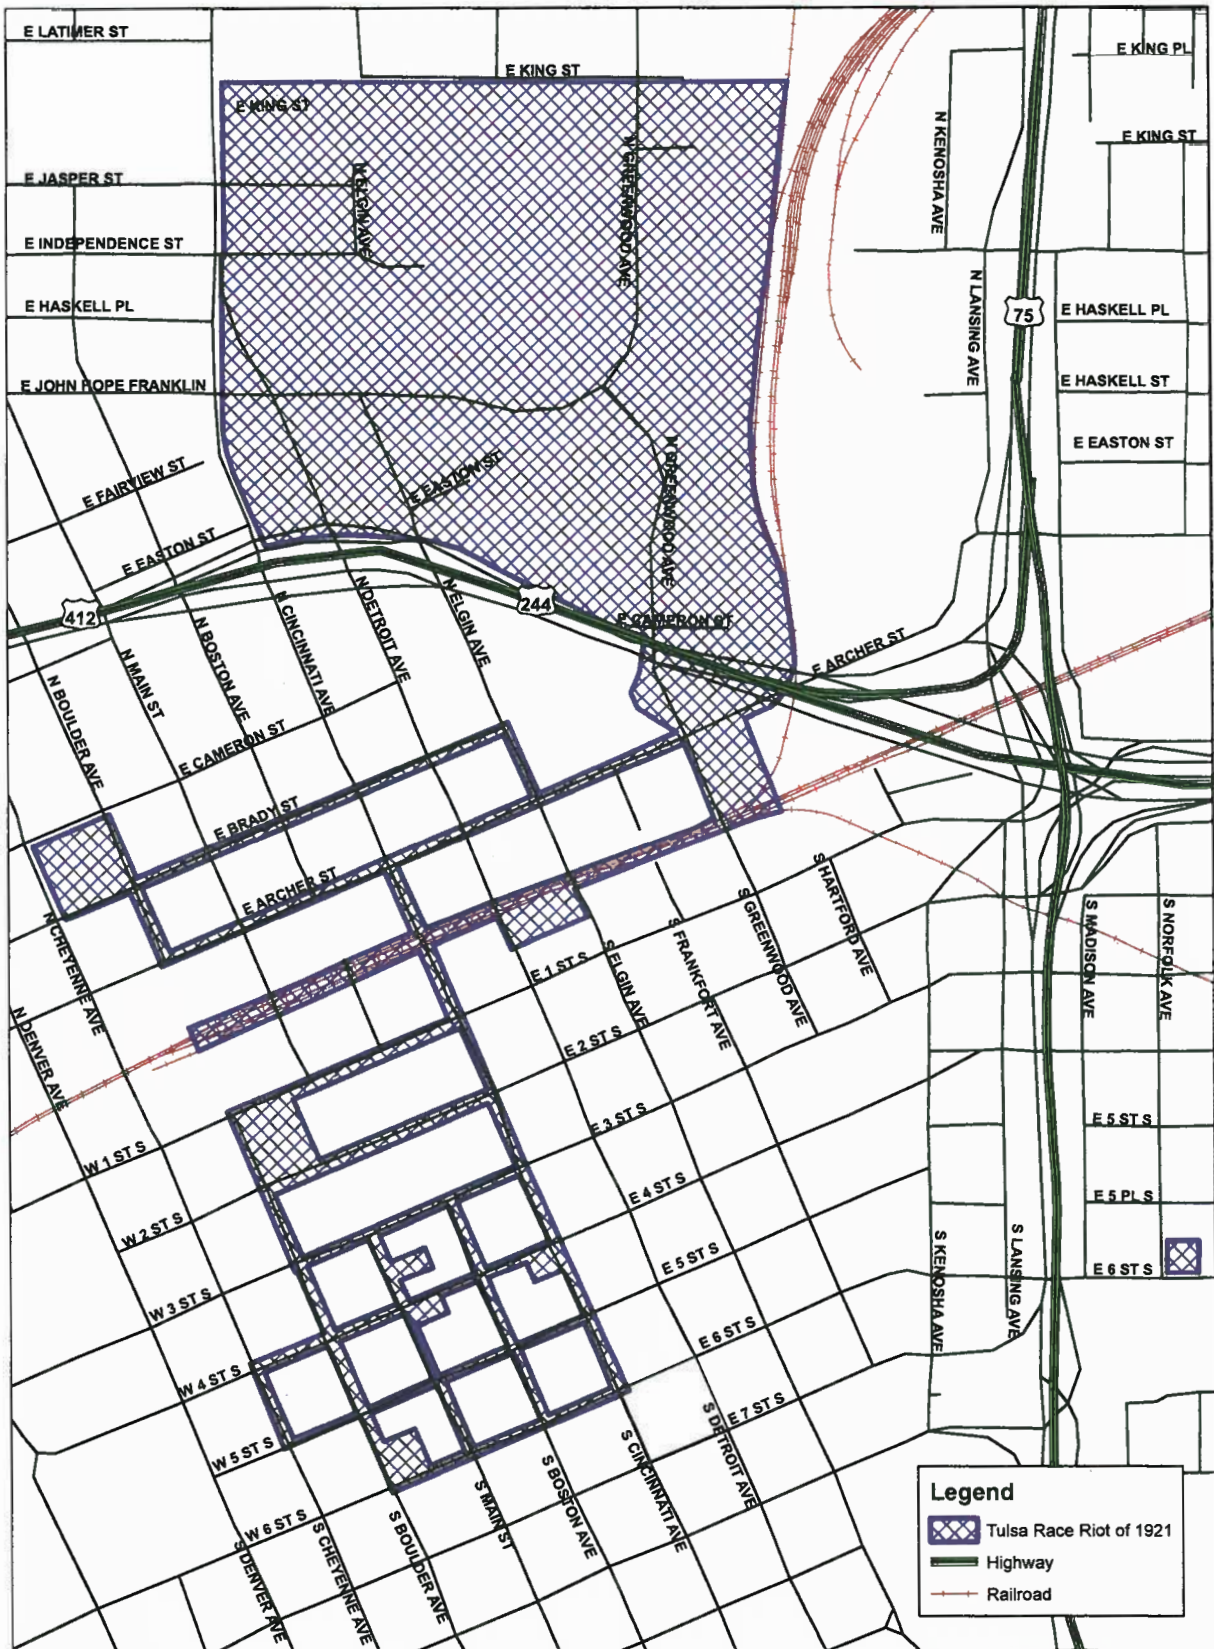 E LATIMER ST
E KING PL
E KING ST
E KING ST
E KING ST
N KENOSHA AVE
E JASPER ST
N ELGIN AVE
N GREENWOOD AVE
E INDEPENDENCE ST
E HASKELL PL
N LANSING AVE
75
E HASKELL PL
E JOHN HOPE FRANKLIN
E HASKELL ST
E EASTON ST
E FAIRVIEW ST
E EASTON ST
N GREENWOOD AVE
E EASTON ST
412
244
N CINCINNATI AVE
N DETROIT AVE
N ELGIN AVE
E CAMERON ST
N BOSTON AVE
E ARCHER ST
N MAIN ST
N BOULDER AVE
E CAMERON ST
E BRADY ST
E ARCHER ST
N CHEYENNE AVE
S HARTFORD AVE
S GREENWOOD AVE
S FRANKFORT AVE
S ELGIN AVE
S MADISON AVE
S NORFOLK AVE
E 1 ST S
N DENVER AVE
E 2 ST S
E 3 ST S
E 5 ST S
W 1 ST S
E 4 ST S
E 5 PL S
W 2 ST S
E 5 ST S
S KENOSHA AVE
S LANSING AVE
E 6 ST S
W 3 ST S
E 6 ST S
W 4 ST S
E 7 ST S
S DETROIT AVE
W 5 ST S
S CINCINNATI AVE
S BOSTON AVE
S MAIN ST
W 6 ST S
S BOULDER AVE
S CHEYENNE AVE
S DENVER AVE
Legend
Tulsa Race Riot of 1921
Highway
Railroad